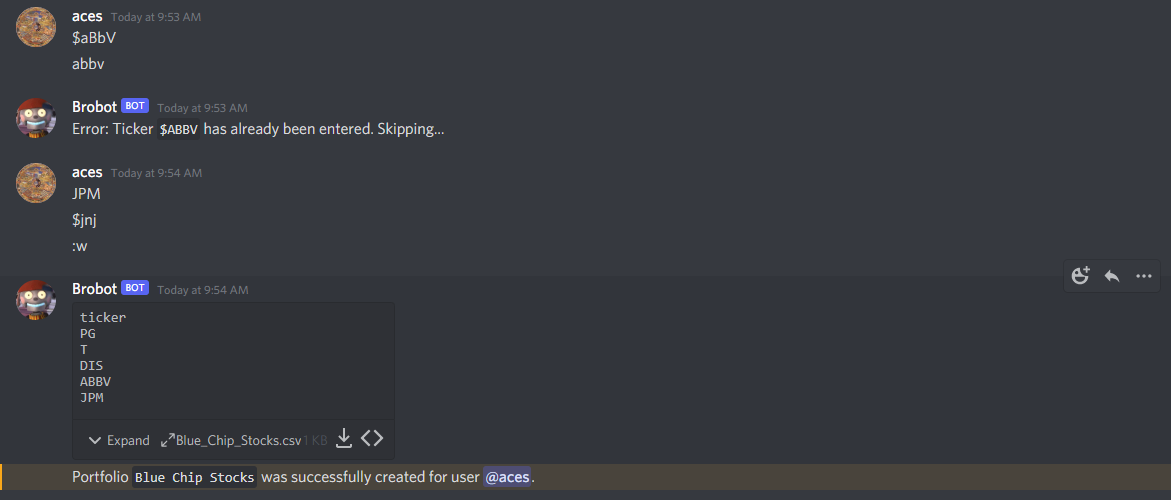 aces Today at 9:53 AM
$aBbV
abbv
Brobot BOT Today at 9:53 AM
Error: Ticker $ABBV has already been entered. Skipping...
aces Today at 9:54 AM
JPM
$jnj
:w
Brobot BOT Today at 9:54 AM
ticker
PG
T
DIS
ABBV
JPM
Expand Blue_Chip_Stocks.csv 1 KB
Portfolio Blue Chip Stocks was successfully created for user @aces.